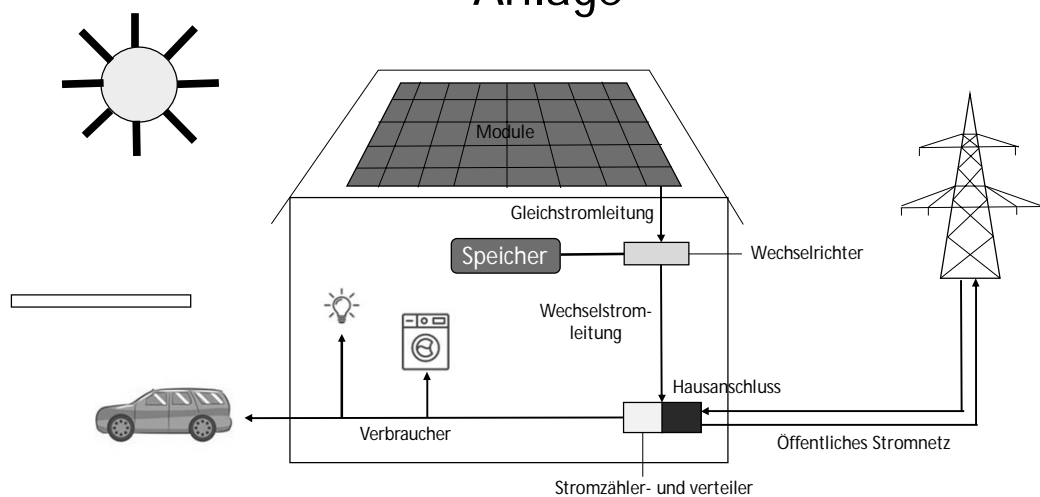 Anlage
Module
Gleichstromleitung
Speicher
Wechselrichter
Wechselstrom-
leitung
Hausanschluss
Verbraucher
Öffentliches Stromnetz
Stromzähler- und verteiler